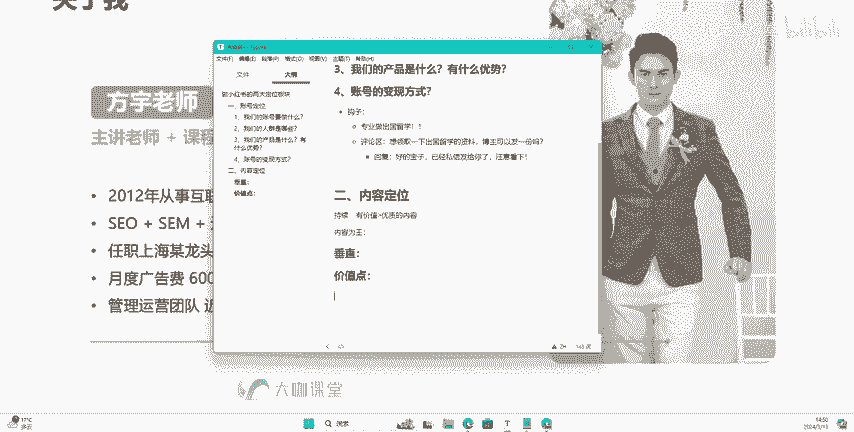 关于我
bilibili
方宇老师
主讲老师 + 课程
• 2012年从事互联
• SEO + SEM +
• 任职上海某龙头
• 月度广告费 600
• 管理运营团队 近
文件(F) 编辑(E) 段落(P) 格式(O) 视图(V) 主题(T) 帮助(H)
文件 大纲
做小红书的两大定位板块
一、账号定位
1、我们的账号要做什么？
2、我们的人群是哪些？
3、我们的产品是什么？有什么优势？
4、账号的变现方式？
二、内容定位
垂直：
价值点：
3、我们的产品是什么？有什么优势？
4、账号的变现方式？
• 钩子：
专业做出国留学！！
评论区：想领取一下出国留学的资料，博主可以发一份吗？
回复：好的宝子，已经私信发给你了，注意看下！
二、内容定位
持续 有价值>优质的内容
内容为王：
垂直：
价值点：
大咖课堂
17°C
多云
搜索
14:50